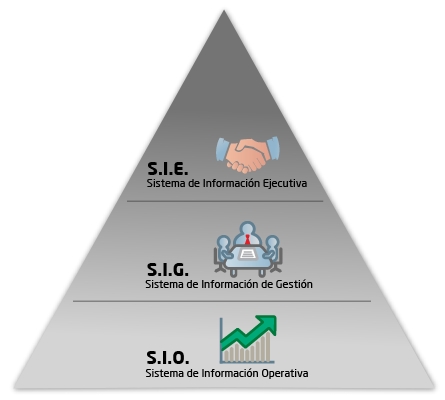 S.I.E.
Sistema de Información Ejecutiva
S.I.G.
Sistema de Información de Gestión
S.I.O.
Sistema de Información Operativa